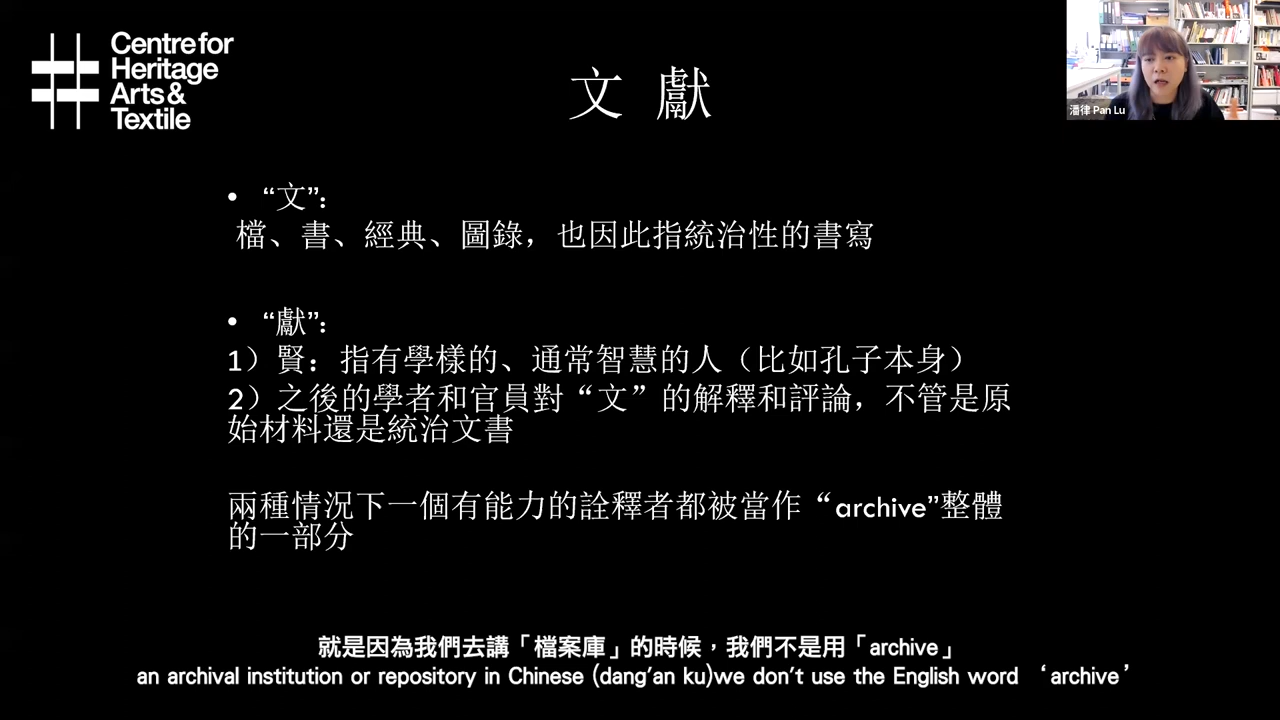 Centre for
Heritage
Arts &
Textile
文 獻
潘律 Pan Lu
• “文”：
檔、書、經典、圖錄，也因此指統治性的書寫
• “獻”：
1）賢：指有學樣的、通常智慧的人（比如孔子本身）
2）之後的學者和官員對“文”的解釋和評論，不管是原
始材料還是統治文書
兩種情況下一個有能力的詮釋者都被當作“archive”整體
的一部分
就是因為我們去講「檔案庫」的時候，我們不是用「archive」
an archival institution or repository in Chinese (dang’an ku)we don’t use the English word ‘archive’